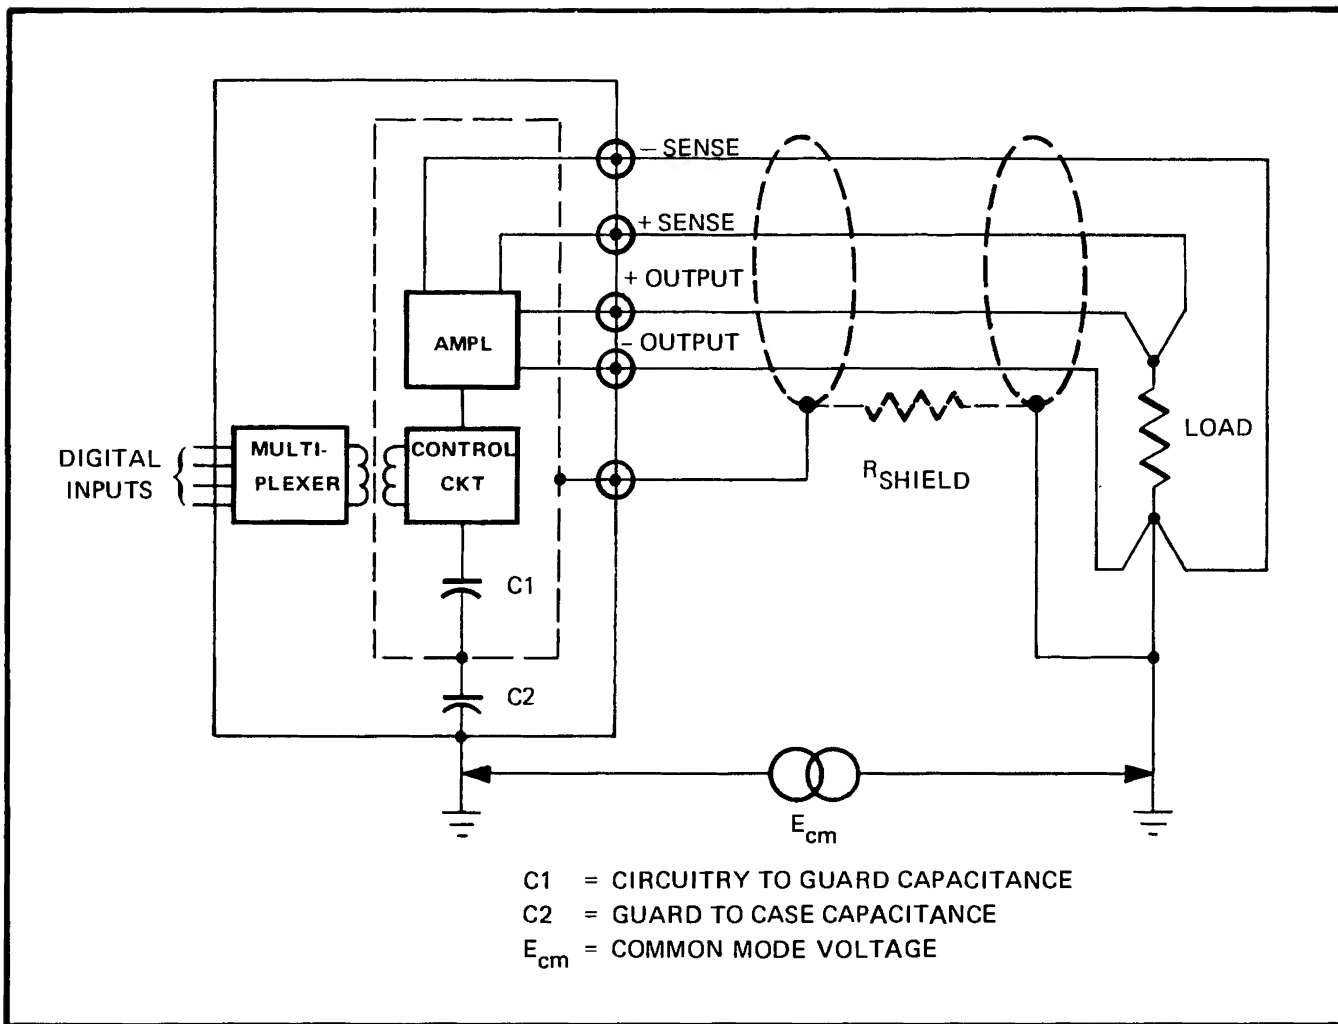 — SENSE
+ SENSE
+ OUTPUT
– OUTPUT
AMPL
MULTI-
PLEXER
CONTROL
CKT
DIGITAL
INPUTS
LOAD
RSHIELD
C1
C2
Ecm
C1 = CIRCUITRY TO GUARD CAPACITANCE
C2 = GUARD TO CASE CAPACITANCE
Ecm = COMMON MODE VOLTAGE